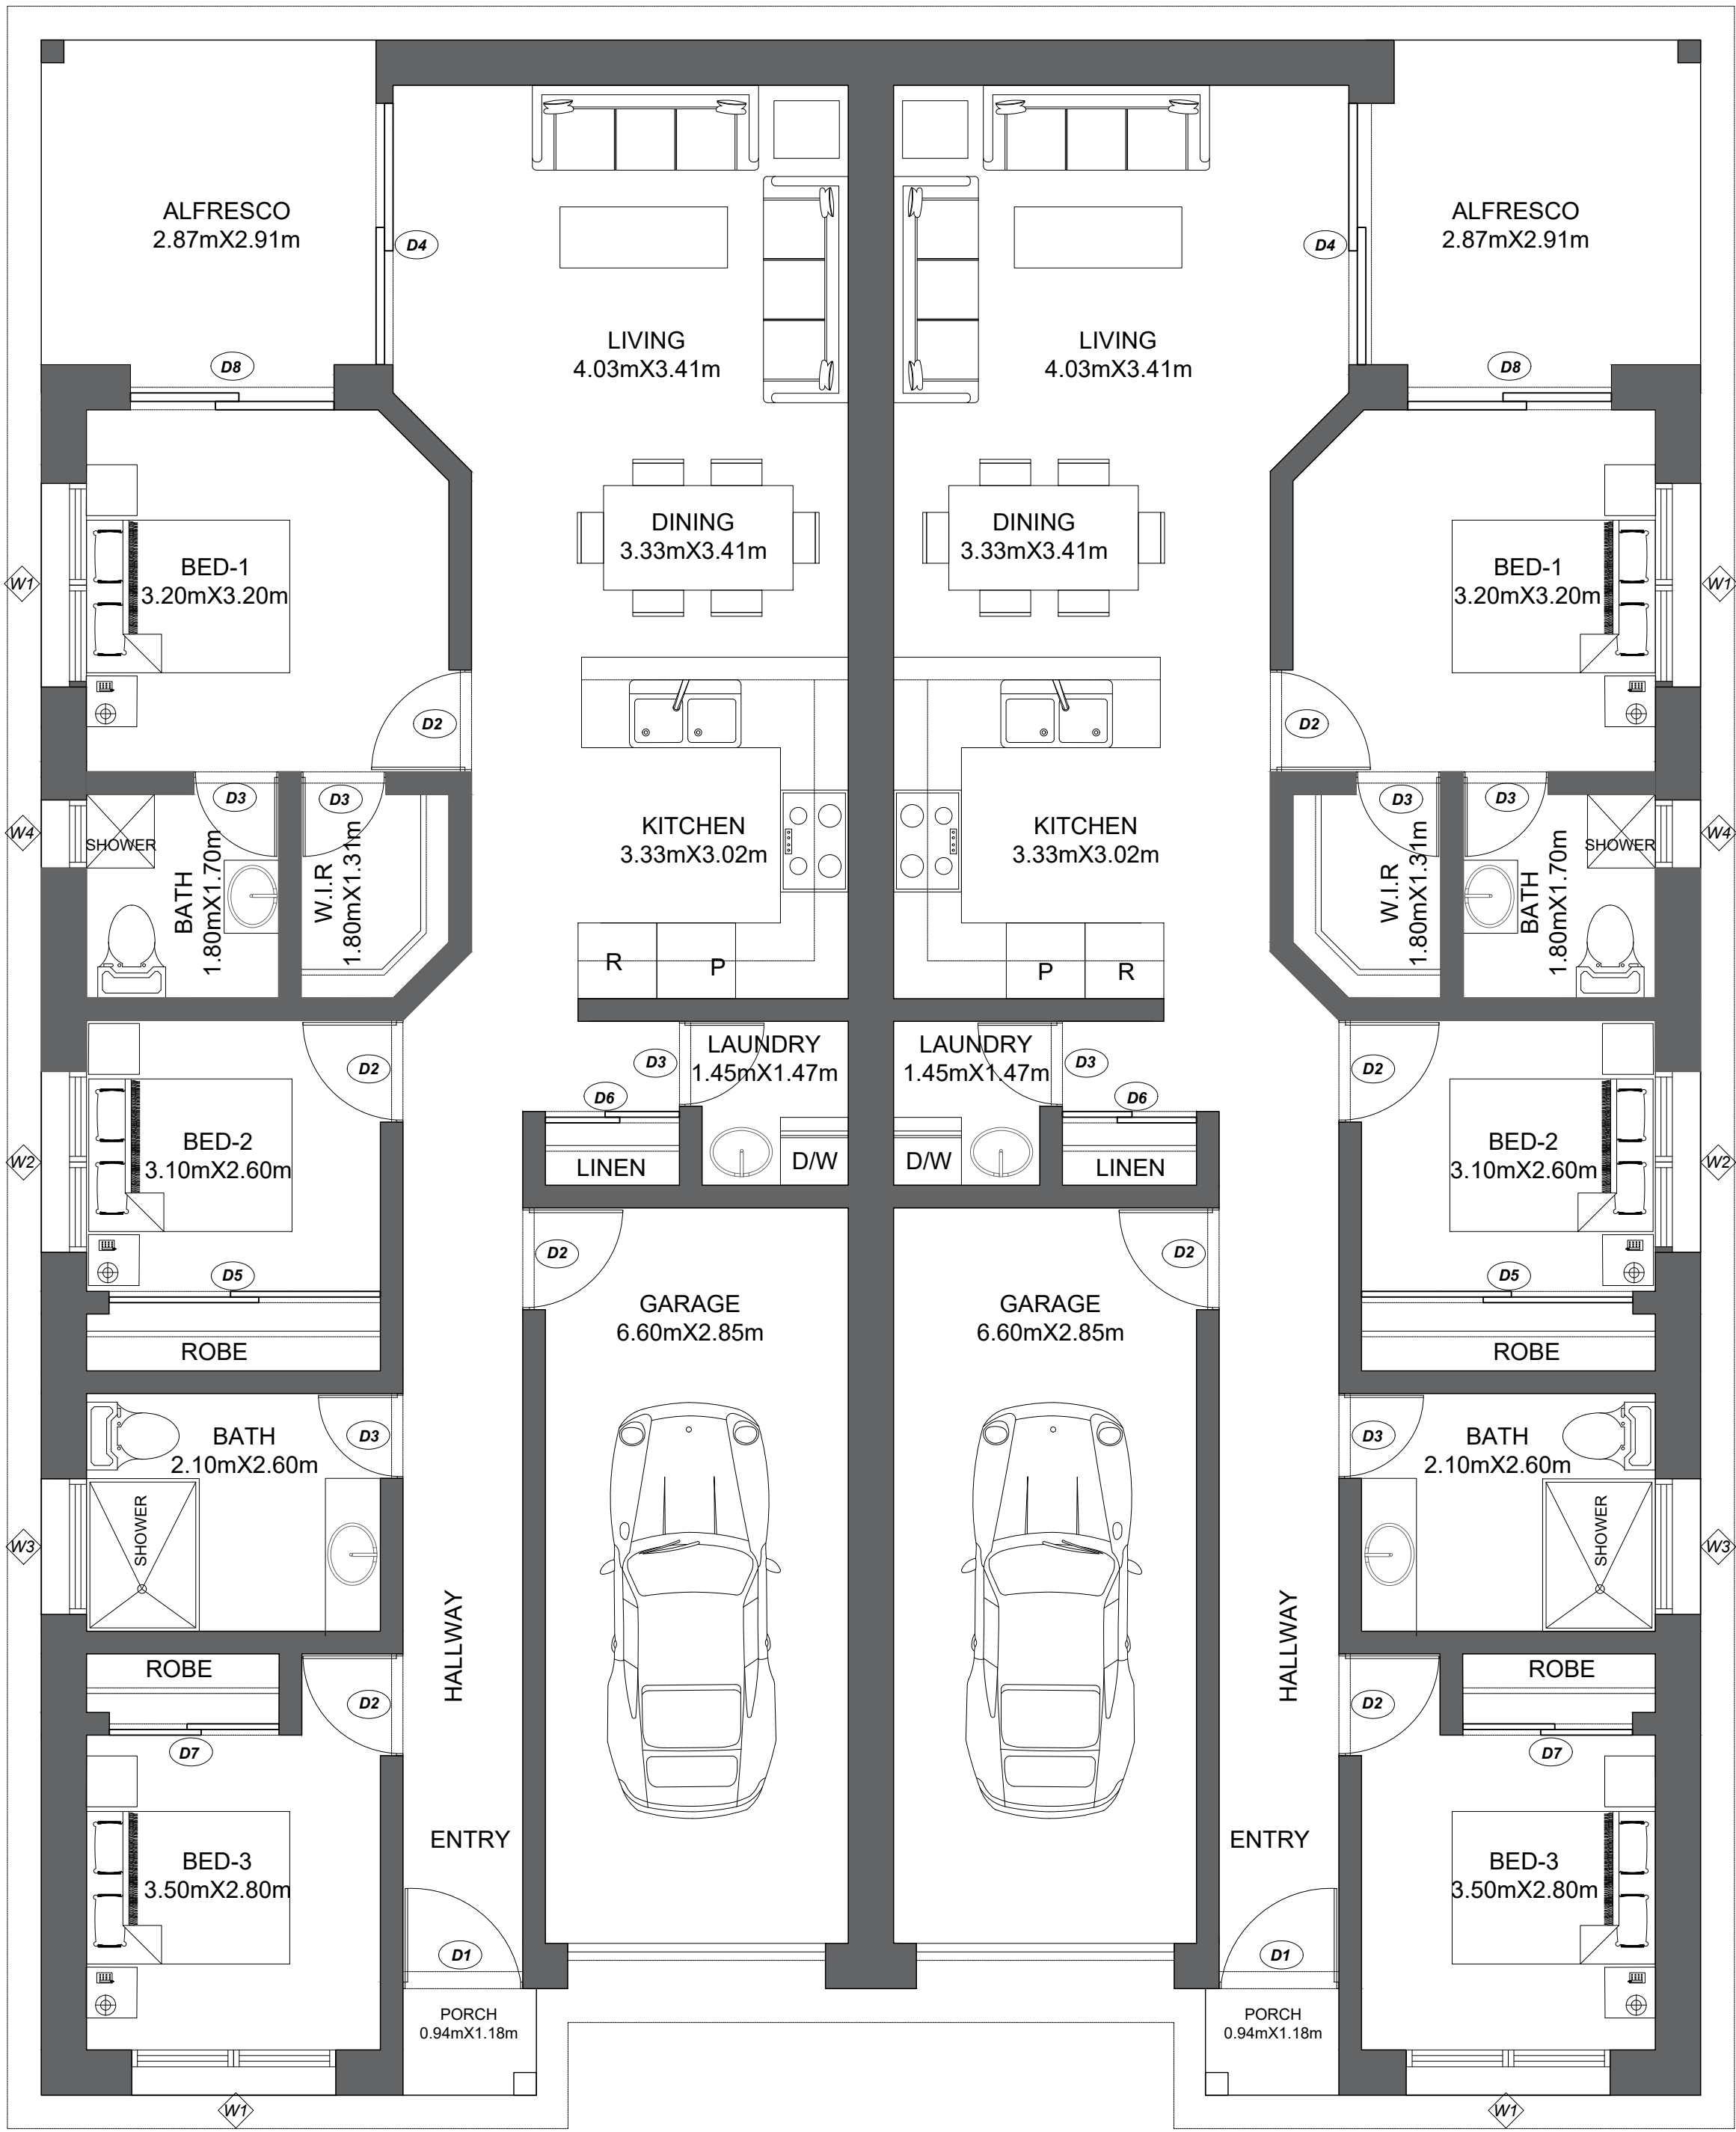 ALFRESCO
2.87mX2.91m
ALFRESCO
2.87mX2.91m
D4
D4
LIVING
4.03mX3.41m
LIVING
4.03mX3.41m
D8
D8
DINING
3.33mX3.41m
DINING
3.33mX3.41m
W1
BED-1
3.20mX3.20m
BED-1
3.20mX3.20m
W1
D2
D2
D3
D3
D3
D3
W4
SHOWER
BATH
1.80mX1.70m
W.I.R
1.80mX1.31m
KITCHEN
3.33mX3.02m
KITCHEN
3.33mX3.02m
W.I.R
1.80mX1.31m
BATH
1.80mX1.70m
SHOWER
W4
R
P
P
R
D2
D3
LAUNDRY
1.45mX1.47m
LAUNDRY
1.45mX1.47m
D3
D2
D6
D6
W2
BED-2
3.10mX2.60m
LINEN
D/W
D/W
LINEN
BED-2
3.10mX2.60m
W2
D2
D2
D5
D5
GARAGE
6.60mX2.85m
GARAGE
6.60mX2.85m
ROBE
ROBE
BATH
2.10mX2.60m
D3
D3
BATH
2.10mX2.60m
W3
SHOWER
SHOWER
W3
HALLWAY
HALLWAY
ROBE
ROBE
D2
D2
D7
D7
ENTRY
ENTRY
BED-3
3.50mX2.80m
BED-3
3.50mX2.80m
D1
D1
PORCH
0.94mX1.18m
PORCH
0.94mX1.18m
W1
W1